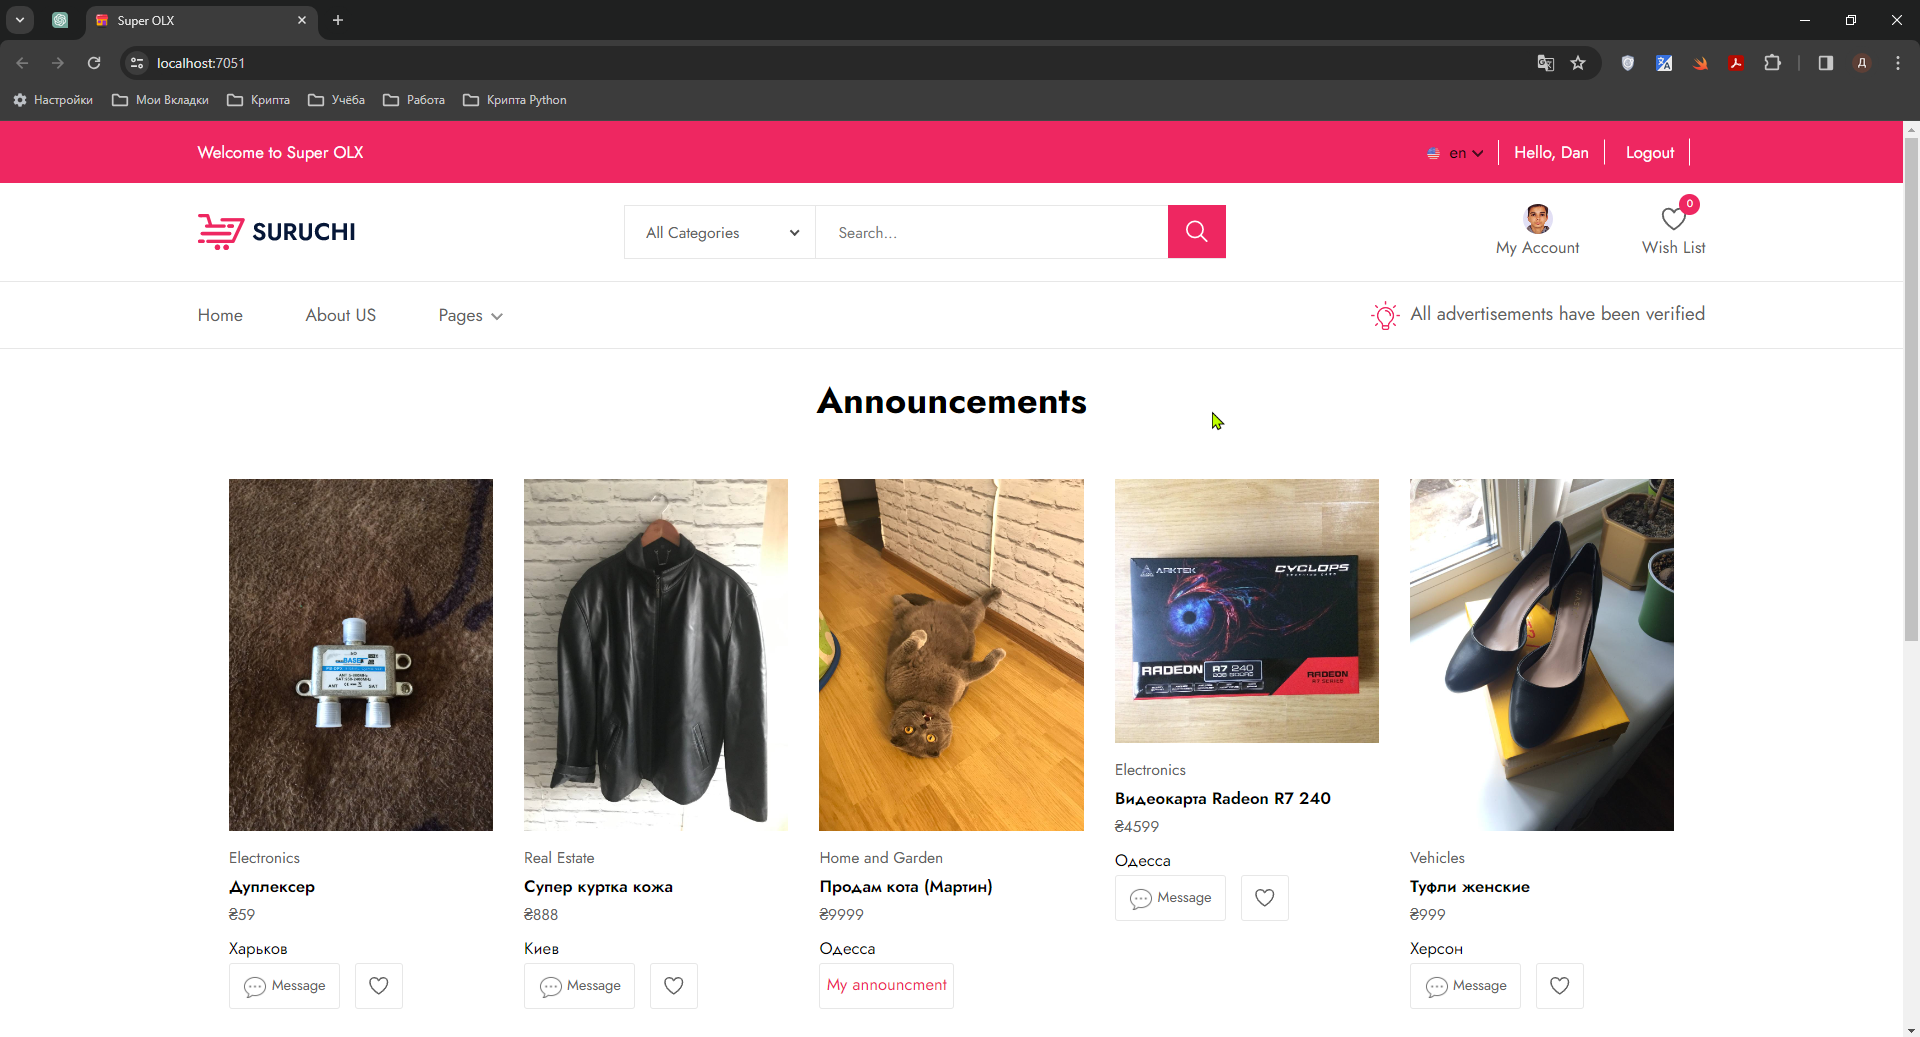 Super OLX
localhost:7051
Настройки
Мои Вкладки
Крипта
Учёба
Работа
Крипта Python
Д
Welcome to Super OLX
en
Hello, Dan
Logout
SURUCHI
All Categories
Search...
My Account
0
Wish List
Home
About US
Pages
All advertisements have been verified
Announcements
BASE
ANT
SAT
ARKTEK
CYCLOPS
RADEON
R7 240
RADEON
Electronics
Дуплексер
₴59
Харьков
Message
Real Estate
Супер куртка кожа
₴888
Киев
Message
Home and Garden
Продам кота (Мартин)
₴9999
Одесса
My announcment
Electronics
Видеокарта Radeon R7 240
₴4599
Одесса
Message
Vehicles
Туфли женские
₴999
Херсон
Message